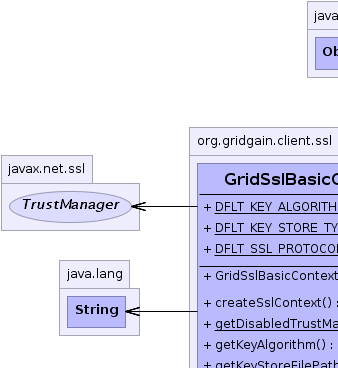 java
Ob
org.gridgain.client.ssl
javax.net.ssl
GridSslBasicC
TrustManager
+ DFLT_KEY_ALGORITH
+ DFLT_KEY_STORE_TY
+ DFLT_SSL_PROTOCO
java.lang
+ GridSslBasicContext
String
+ createSslContext() :
+ getDisabledTrustMa
+ getKeyAlgorithm() :
+ getKeyStoreFilePath